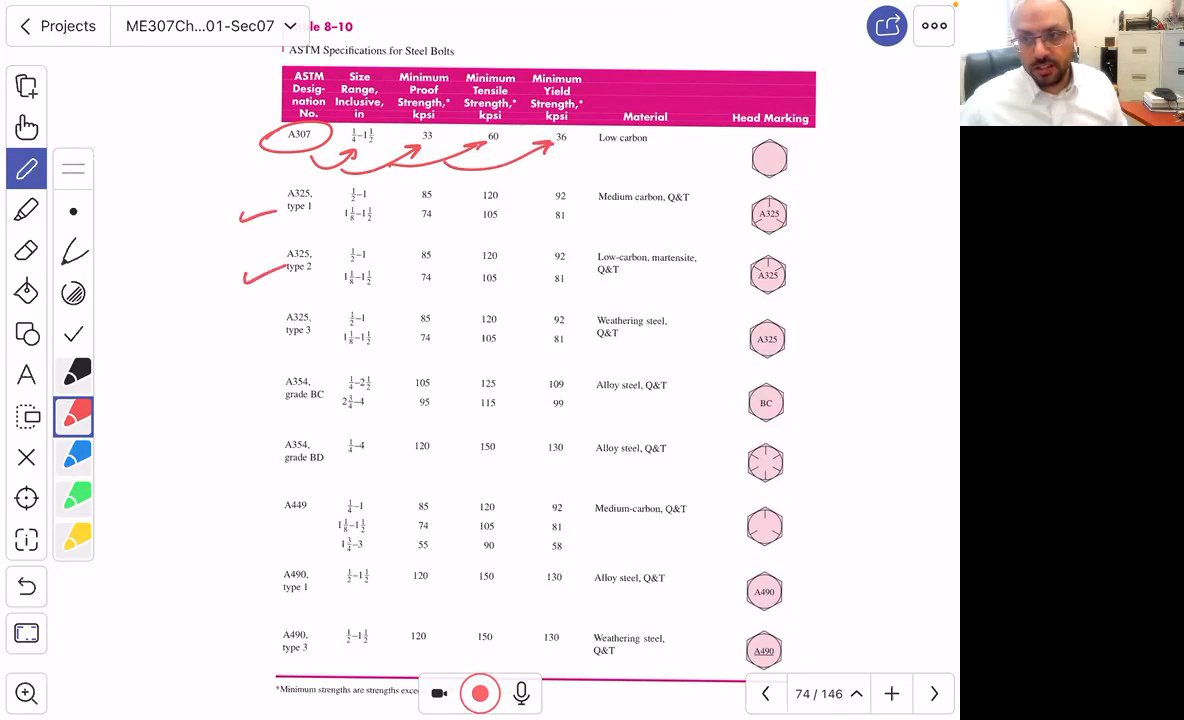 Projects
ME307Ch...01-Sec07
8–10
ASTM Specifications for Steel Bolts
ASTM Desig- nation No.
Size Range, Inclusive, in
Minimum Proof Strength,* kpsi
Minimum Tensile Strength,* kpsi
Minimum Yield Strength,* kpsi
Material
Head Marking
A307 1/4–1 1/2 33 60 36 Low carbon
A325, type 1 1/2–1 85 120 92 Medium carbon, Q&T
1 1/8–1 1/2 74 105 81
A325
A325, type 2 1/2–1 85 120 92 Low-carbon, martensite, Q&T
1 1/8–1 1/2 74 105 81
A325
A325, type 3 1/2–1 85 120 92 Weathering steel, Q&T
1 1/8–1 1/2 74 105 81
A325
A354, grade BC 1/4–2 1/2 105 125 109 Alloy steel, Q&T
2 3/4–4 95 115 99
BC
A354, grade BD 1/4–4 120 150 130 Alloy steel, Q&T
A449 1/4–1 85 120 92 Medium-carbon, Q&T
1 1/8–1 1/2 74 105 81
1 3/4–3 55 90 58
A490, type 1 1/2–1 1/2 120 150 130 Alloy steel, Q&T
A490
A490, type 3 1/2–1 1/2 120 150 130 Weathering steel, Q&T
A490
*Minimum strengths are strengths
74 / 146